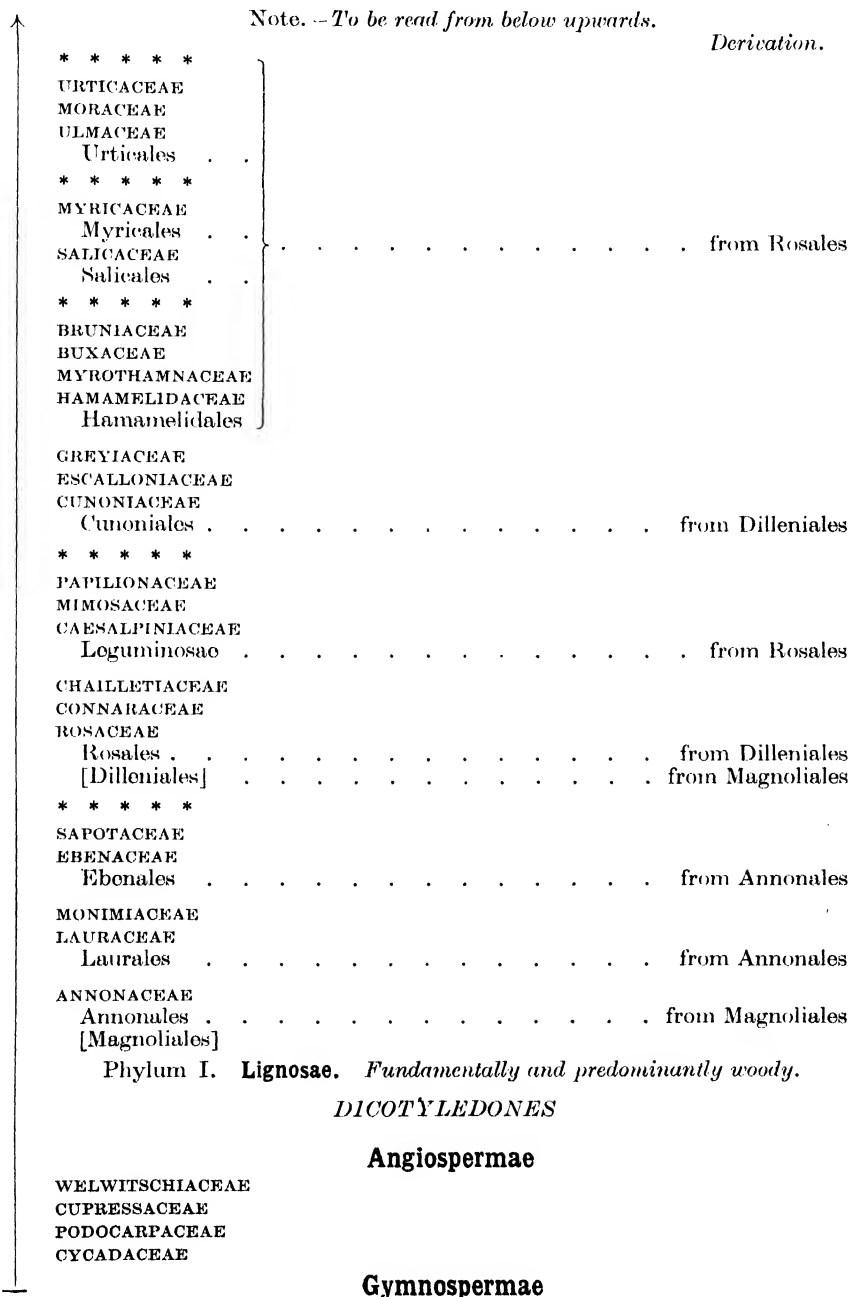 Note.—To be read from below upwards.
Derivation.
* * * * *
URTICACEAE
MORACEAE
ULMACEAE
Urticales . .
* * * * *
MYRICACEAE
Myricales . .
SALICACEAE . . . . . . . . . . . . . from Rosales
Salicales . .
* * * * *
BRUNIACEAE
BUXACEAE
MYROTHAMNACEAE
HAMAMELIDACEAE
Hamamelidales
GREYIACEAE
ESCALLONIACEAE
CUNONIACEAE
Cunoniales . . . . . . . . . . . . . from Dilleniales
* * * * *
PAPILIONACEAE
MIMOSACEAE
CAESALPINIACEAE
Leguminosae . . . . . . . . . . . . . from Rosales
CHAILLETIACEAE
CONNARACEAE
ROSACEAE
Rosales . . . . . . . . . . . . . . from Dilleniales
[Dilleniales] . . . . . . . . . . . . from Magnoliales
* * * * *
SAPOTACEAE
EBENACEAE
Ebenales . . . . . . . . . . . . . from Annonales
MONIMIACEAE
LAURACEAE
Laurales . . . . . . . . . . . . . from Annonales
ANNONACEAE
Annonales . . . . . . . . . . . . . from Magnoliales
[Magnoliales]
Phylum I. Lignosae. Fundamentally and predominantly woody.
DICOTYLEDONES
Angiospermae
WELWITSCHIACEAE
CUPRESSACEAE
PODOCARPACEAE
CYCADACEAE
Gymnospermae